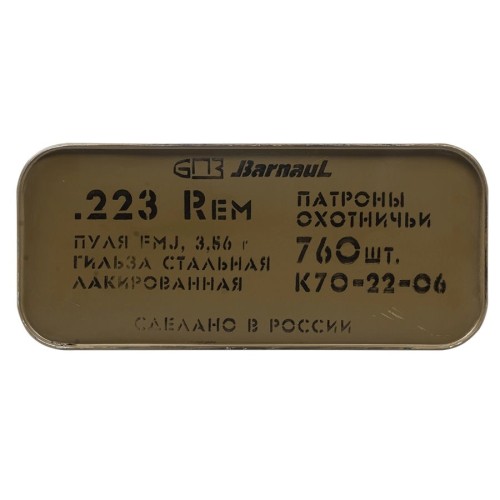 Barnaul
.223 Rem
ПУЛЯ FMJ, 3,56 г
ГИЛЬЗА СТАЛЬНАЯ
ЛАКИРОВАННАЯ
ПАТРОНЫ
ОХОТНИЧЬИ
760шт.
К70-22-06
СДЕЛАНО В РОССИИ